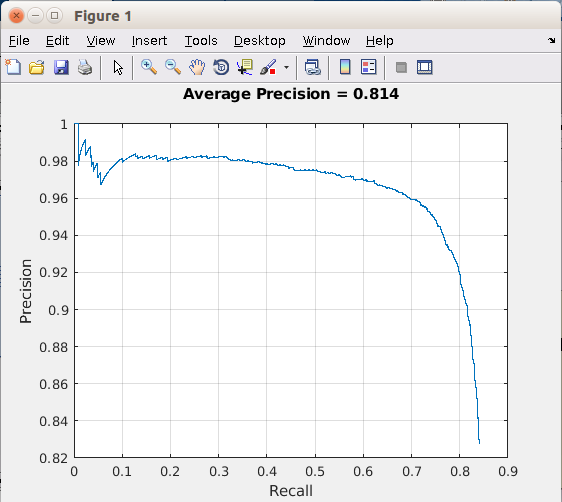 Figure 1
File Edit View Insert Tools Desktop Window Help
Average Precision = 0.814
1
0.98
0.96
0.94
0.92
0.9
0.88
0.86
0.84
0.82
Precision
0 0.1 0.2 0.3 0.4 0.5 0.6 0.7 0.8 0.9
Recall